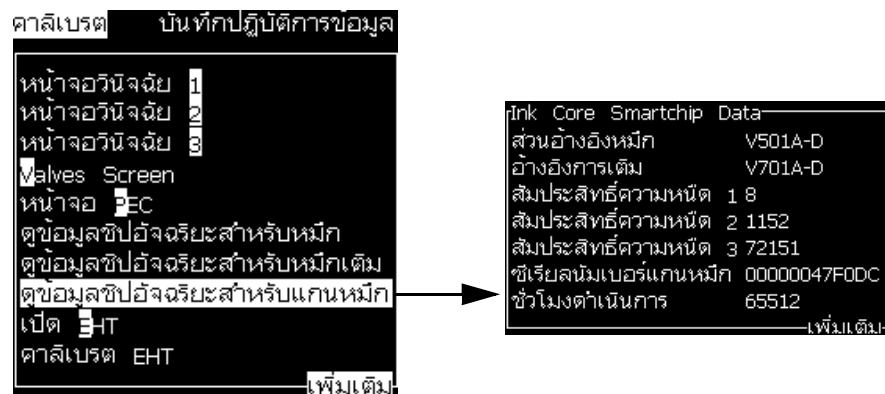 คาลิเบรต บันทึกปฏิบัติการข้อมูล
หน้าจอวินิจฉัย 1
หน้าจอวินิจฉัย 2
หน้าจอวินิจฉัย 3
Valves Screen
หน้าจอ PEC
ดูข้อมูลชิปอัจฉริยะสำหรับหมึก
ดูข้อมูลชิปอัจฉริยะสำหรับหมึกเติม
ดูข้อมูลชิปอัจฉริยะสำหรับแกนหมึก
เปิด EHT
คาลิเบรต EHT
เพิ่มเติม
Ink Core Smartchip Data
ส่วนอ้างอิงหมึก V501A-D
อ้างอิงการเติม V701A-D
สัมประสิทธิ์ความหนืด 1 8
สัมประสิทธิ์ความหนืด 2 1152
สัมประสิทธิ์ความหนืด 3 72151
ซีเรียลนัมเบอร์แกนหมึก 00000047F0DC
ชั่วโมงดำเนินการ 65512
เพิ่มเติม